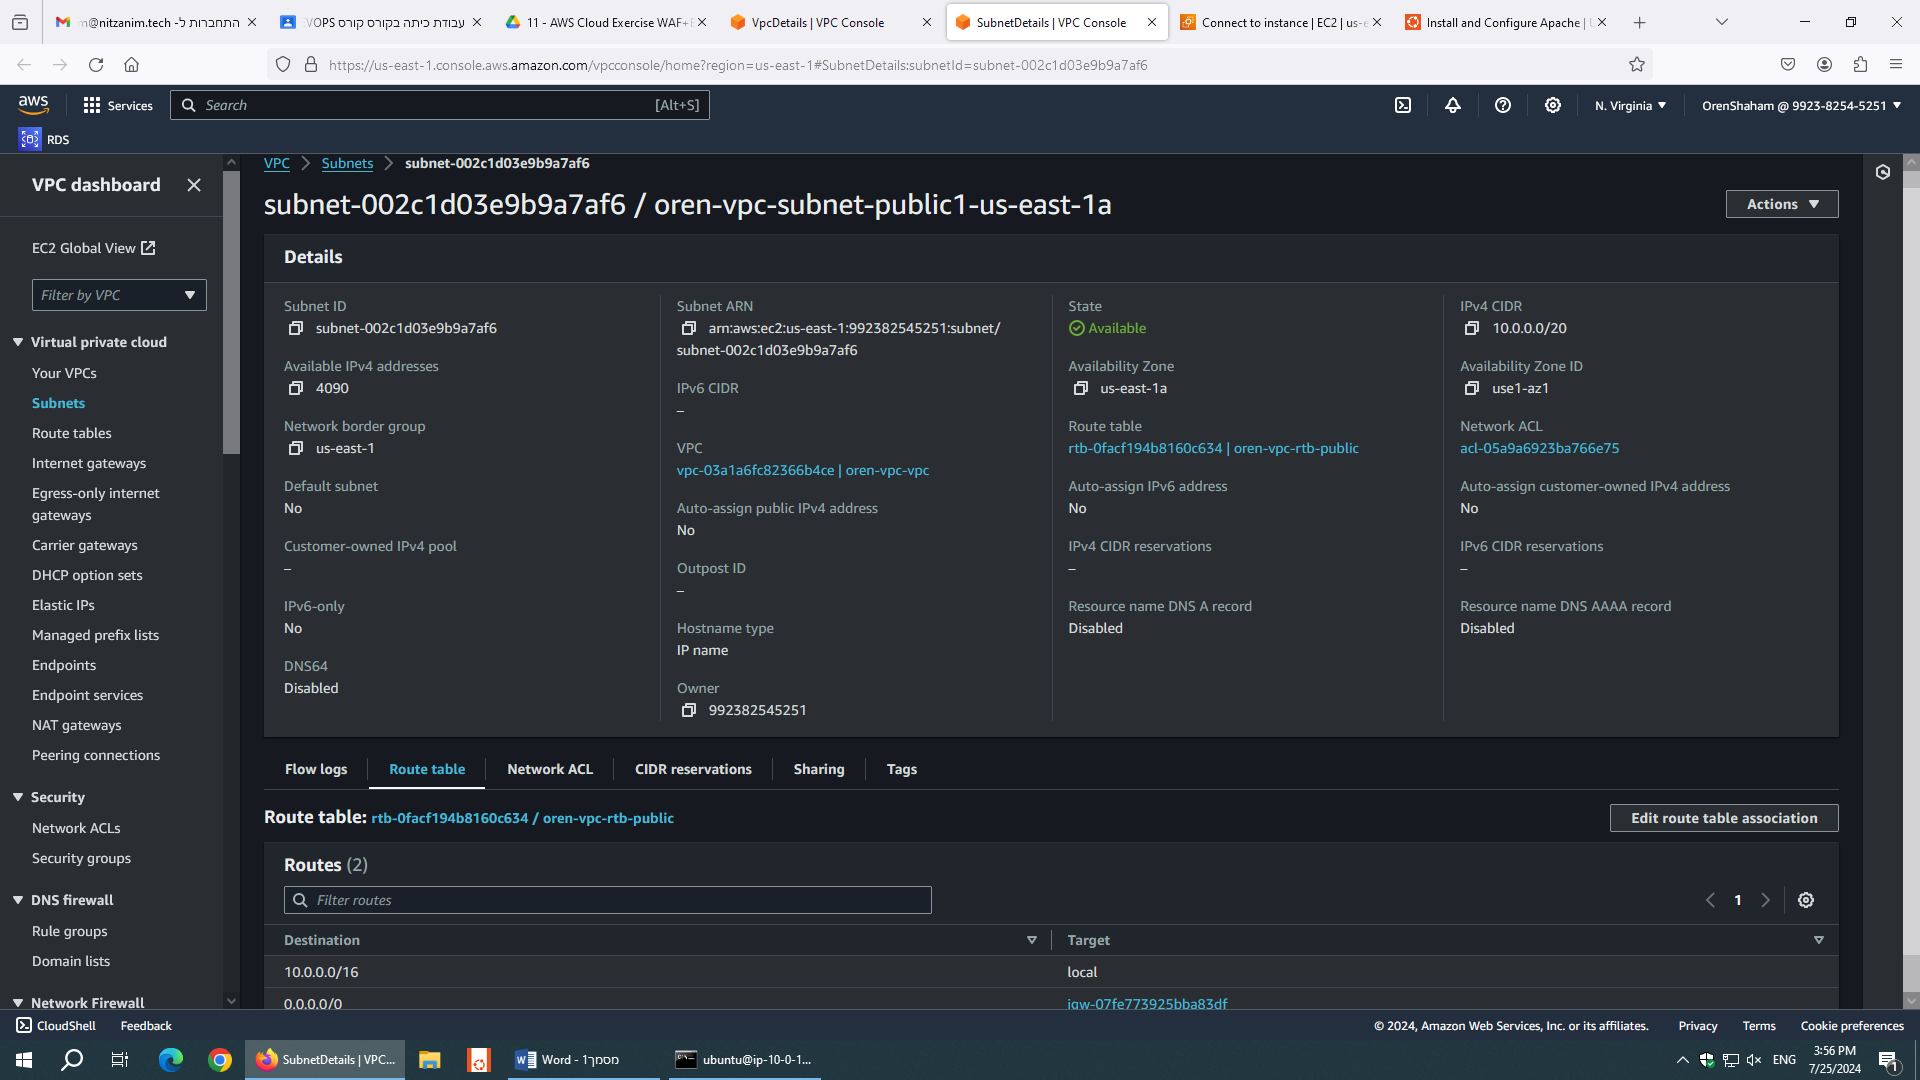 התחברות ל- m@nitzanim.tech
עבודת כיתה בקורס קורס VOPS
11 - AWS Cloud Exercise WAF+E
VpcDetails | VPC Console
SubnetDetails | VPC Console
Connect to instance | EC2 | us-e
Install and Configure Apache | U
https://us-east-1.console.aws.amazon.com/vpcconsole/home?region=us-east-1#SubnetDetails:subnetId=subnet-002c1d03e9b9a7af6
aws
Services
Search
[Alt+S]
N. Virginia
OrenShaham @ 9923-8254-5251
RDS
VPC dashboard
EC2 Global View
Filter by VPC
Virtual private cloud
Your VPCs
Subnets
Route tables
Internet gateways
Egress-only internet
gateways
Carrier gateways
DHCP option sets
Elastic IPs
Managed prefix lists
Endpoints
Endpoint services
NAT gateways
Peering connections
Security
Network ACLs
Security groups
DNS firewall
Rule groups
Domain lists
Network Firewall
VPC
Subnets
subnet-002c1d03e9b9a7af6
subnet-002c1d03e9b9a7af6 / oren-vpc-subnet-public1-us-east-1a
Actions
Details
Subnet ID
subnet-002c1d03e9b9a7af6
Available IPv4 addresses
4090
Network border group
us-east-1
Default subnet
No
Customer-owned IPv4 pool
–
IPv6-only
No
DNS64
Disabled
Subnet ARN
arn:aws:ec2:us-east-1:992382545251:subnet/
subnet-002c1d03e9b9a7af6
IPv6 CIDR
–
VPC
vpc-03a1a6fc82366b4ce | oren-vpc-vpc
Auto-assign public IPv4 address
No
Outpost ID
–
Hostname type
IP name
Owner
992382545251
State
Available
Availability Zone
us-east-1a
Route table
rtb-0facf194b8160c634 | oren-vpc-rtb-public
Auto-assign IPv6 address
No
IPv4 CIDR reservations
–
Resource name DNS A record
Disabled
IPv4 CIDR
10.0.0.0/20
Availability Zone ID
use1-az1
Network ACL
acl-05a9a6923ba766e75
Auto-assign customer-owned IPv4 address
No
IPv6 CIDR reservations
–
Resource name DNS AAAA record
Disabled
Flow logs
Route table
Network ACL
CIDR reservations
Sharing
Tags
Route table: rtb-0facf194b8160c634 / oren-vpc-rtb-public
Edit route table association
Routes (2)
Filter routes
1
Destination
Target
10.0.0.0/16
local
0.0.0.0/0
igw-07fe773925bba83df
CloudShell
Feedback
© 2024, Amazon Web Services, Inc. or its affiliates.
Privacy
Terms
Cookie preferences
SubnetDetails | VPC...
Word - מסמך1
ubuntu@ip-10-0-1...
ENG
3:56 PM
7/25/2024
1